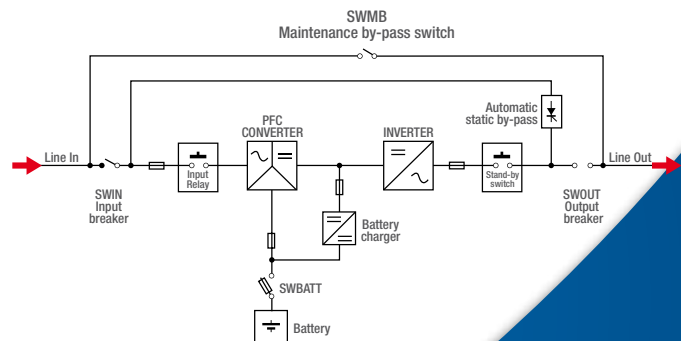 SWMB
Maintenance by-pass switch
Automatic
static by-pass
PFC
CONVERTER
INVERTER
Line In
Line Out
Input
Relay
Stand-by
switch
SWIN
Input
breaker
SWOUT
Output
breaker
Battery
charger
SWBATT
Battery